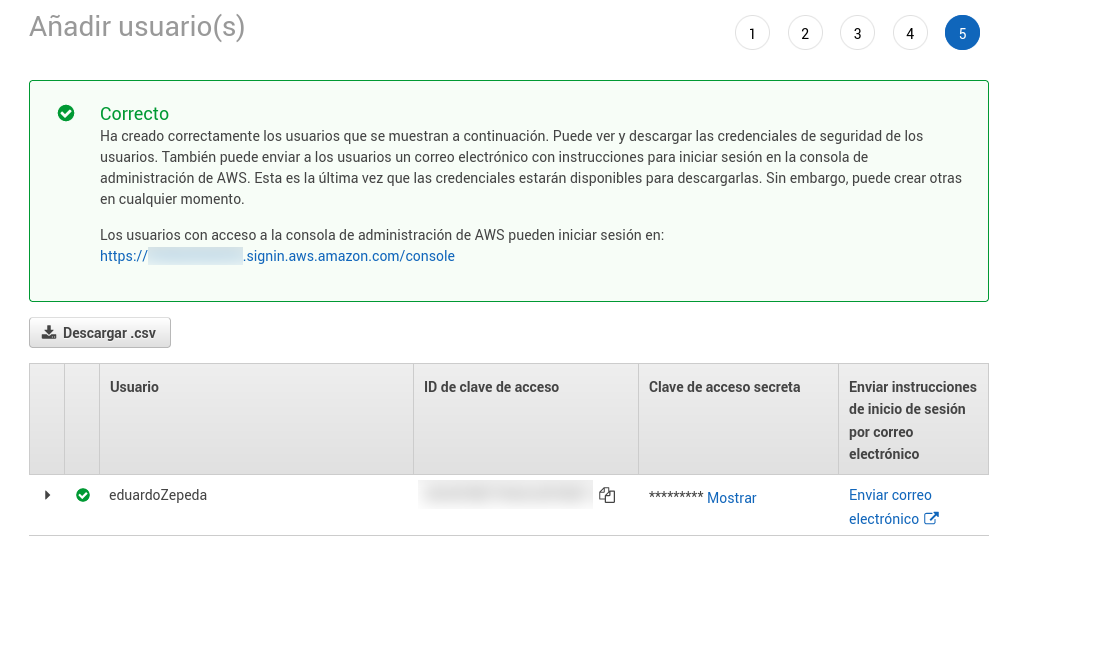 Añadir usuario(s)
1 2 3 4 5
Correcto
Ha creado correctamente los usuarios que se muestran a continuación. Puede ver y descargar las credenciales de seguridad de los
usuarios. También puede enviar a los usuarios un correo electrónico con instrucciones para iniciar sesión en la consola de
administración de AWS. Esta es la última vez que las credenciales estarán disponibles para descargarlas. Sin embargo, puede crear otras
en cualquier momento.
Los usuarios con acceso a la consola de administración de AWS pueden iniciar sesión en:
https:// .signin.aws.amazon.com/console
Descargar .csv
Usuario
ID de clave de acceso
Clave de acceso secreta
Enviar instrucciones
de inicio de sesión
por correo
electrónico
eduardoZepeda
********* Mostrar
Enviar correo
electrónico